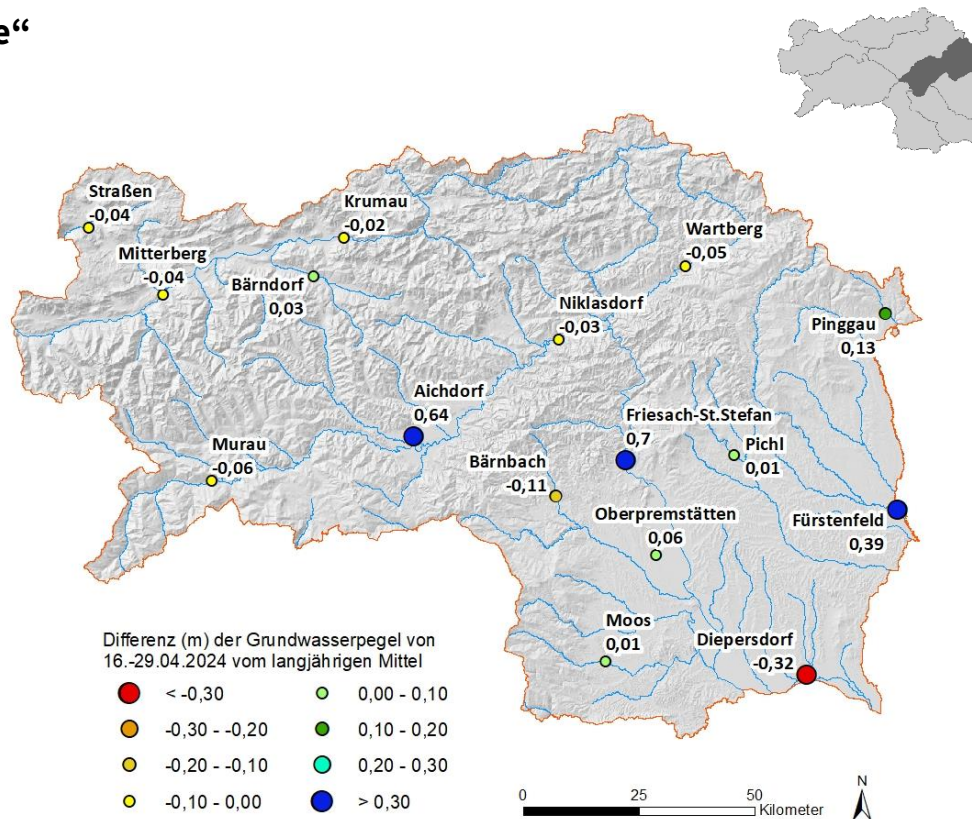 e“
Straßen
-0,04
Krumau
-0,02
Wartberg
-0,05
Mitterberg
-0,04
Bärndorf
0,03
Niklasdorf
-0,03
Pinggau
0,13
Aichdorf
0,64
Friesach-St.Stefan
0,7
Pichl
0,01
Murau
-0,06
Bärnbach
-0,11
Oberpremstätten
0,06
Fürstenfeld
0,39
Moos
0,01
Diepersdorf
-0,32
Differenz (m) der Grundwasserpegel von
16.-29.04.2024 vom langjährigen Mittel
< -0,30
-0,30 - -0,20
-0,20 - -0,10
-0,10 - 0,00
0,00 - 0,10
0,10 - 0,20
0,20 - 0,30
> 0,30
0 25 50
Kilometer
N